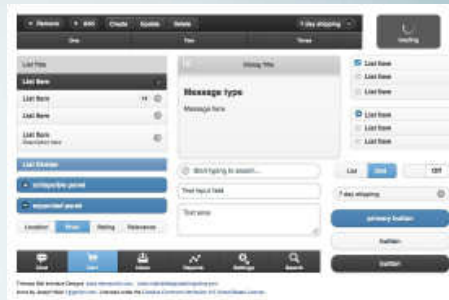 Remove + Add Create Update Delete 7 day shipping
One Two Three
loading
List Title
List Item
List Item
List Item
List Item
Description here
List Divider
collapsible panel
expanded panel
Location Price Rating Relevance
Dialog Title
Message type
Message here
Start typing to search...
Text input field
Text area
List Item
List Item
List Item
List Item
List Item
List Item
List Grid Off
7 day shipping
primary button
button
button
Chat Cart Inbox Reports Settings Search